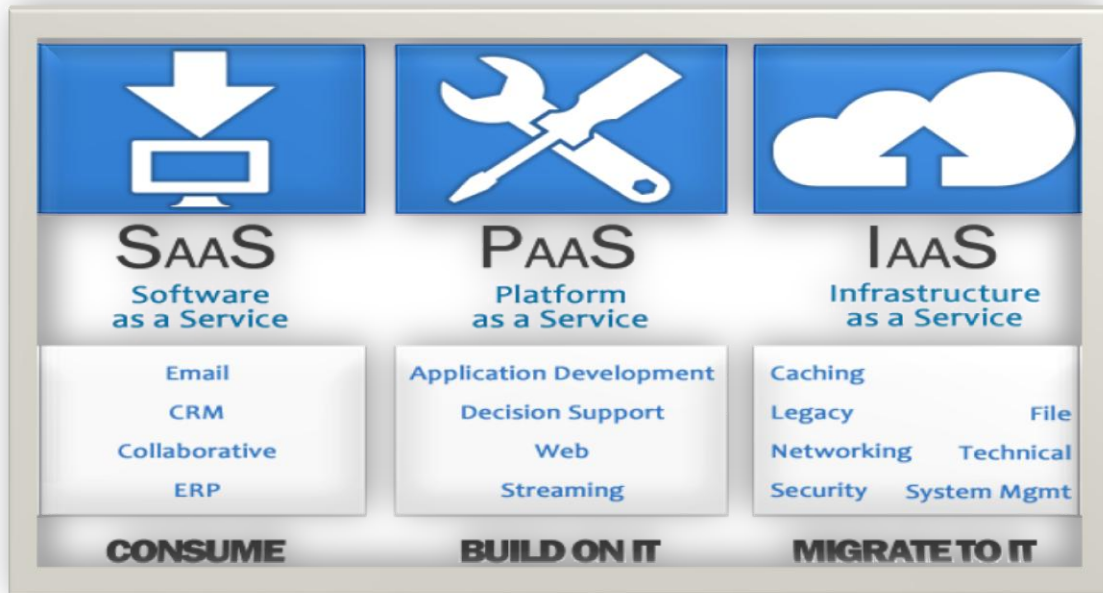 SAAS
Software
as a Service
Email
CRM
Collaborative
ERP
CONSUME
PAAS
Platform
as a Service
Application Development
Decision Support
Web
Streaming
BUILD ON IT
IAAS
Infrastructure
as a Service
Caching
Legacy File
Networking Technical
Security System Mgmt
MIGRATE TO IT